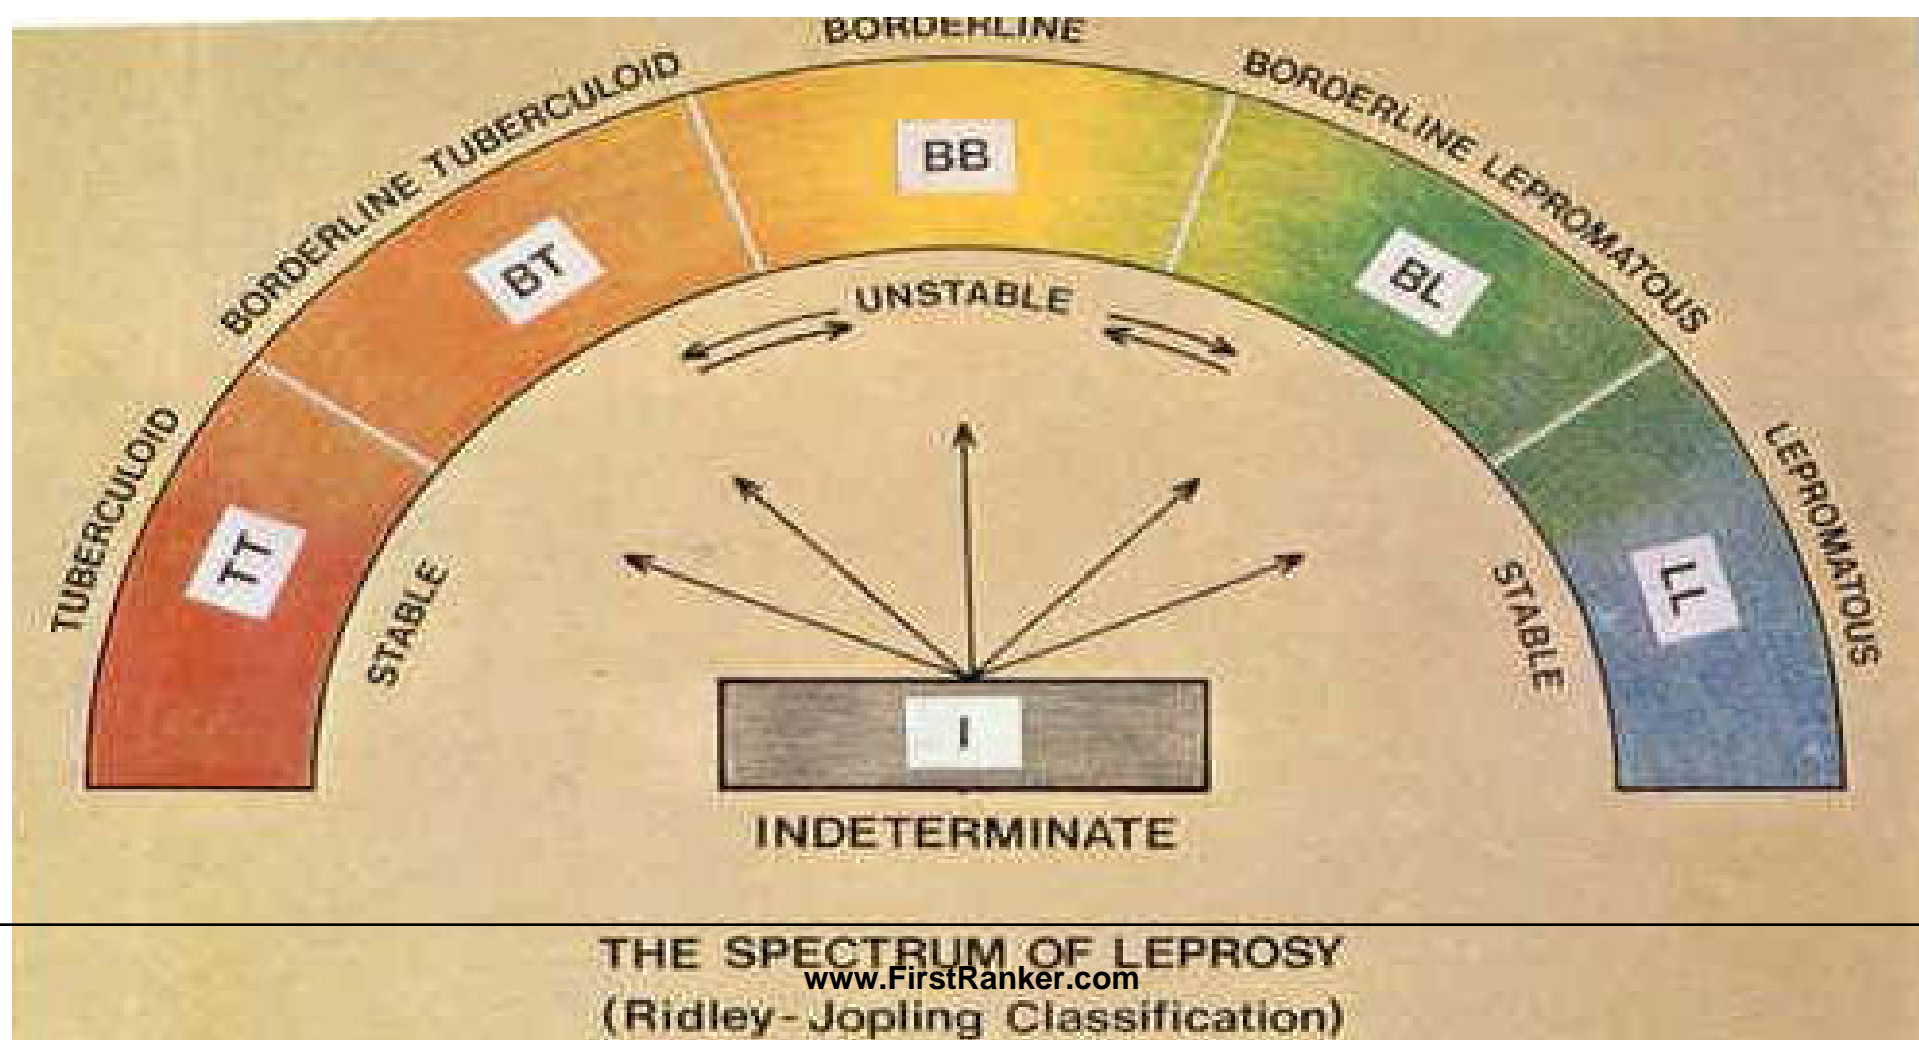 BORDERLINE
BORDERLINE TUBERCULOID
BORDERLINE LEPROMATOUS
BB
BT
BL
UNSTABLE
TUBERCULOID
LEPROMATOUS
TT
LL
STABLE
STABLE
I
INDETERMINATE
THE SPECTRUM OF LEPROSY
www.FirstRanker.com
(Ridley-Jopling Classification)